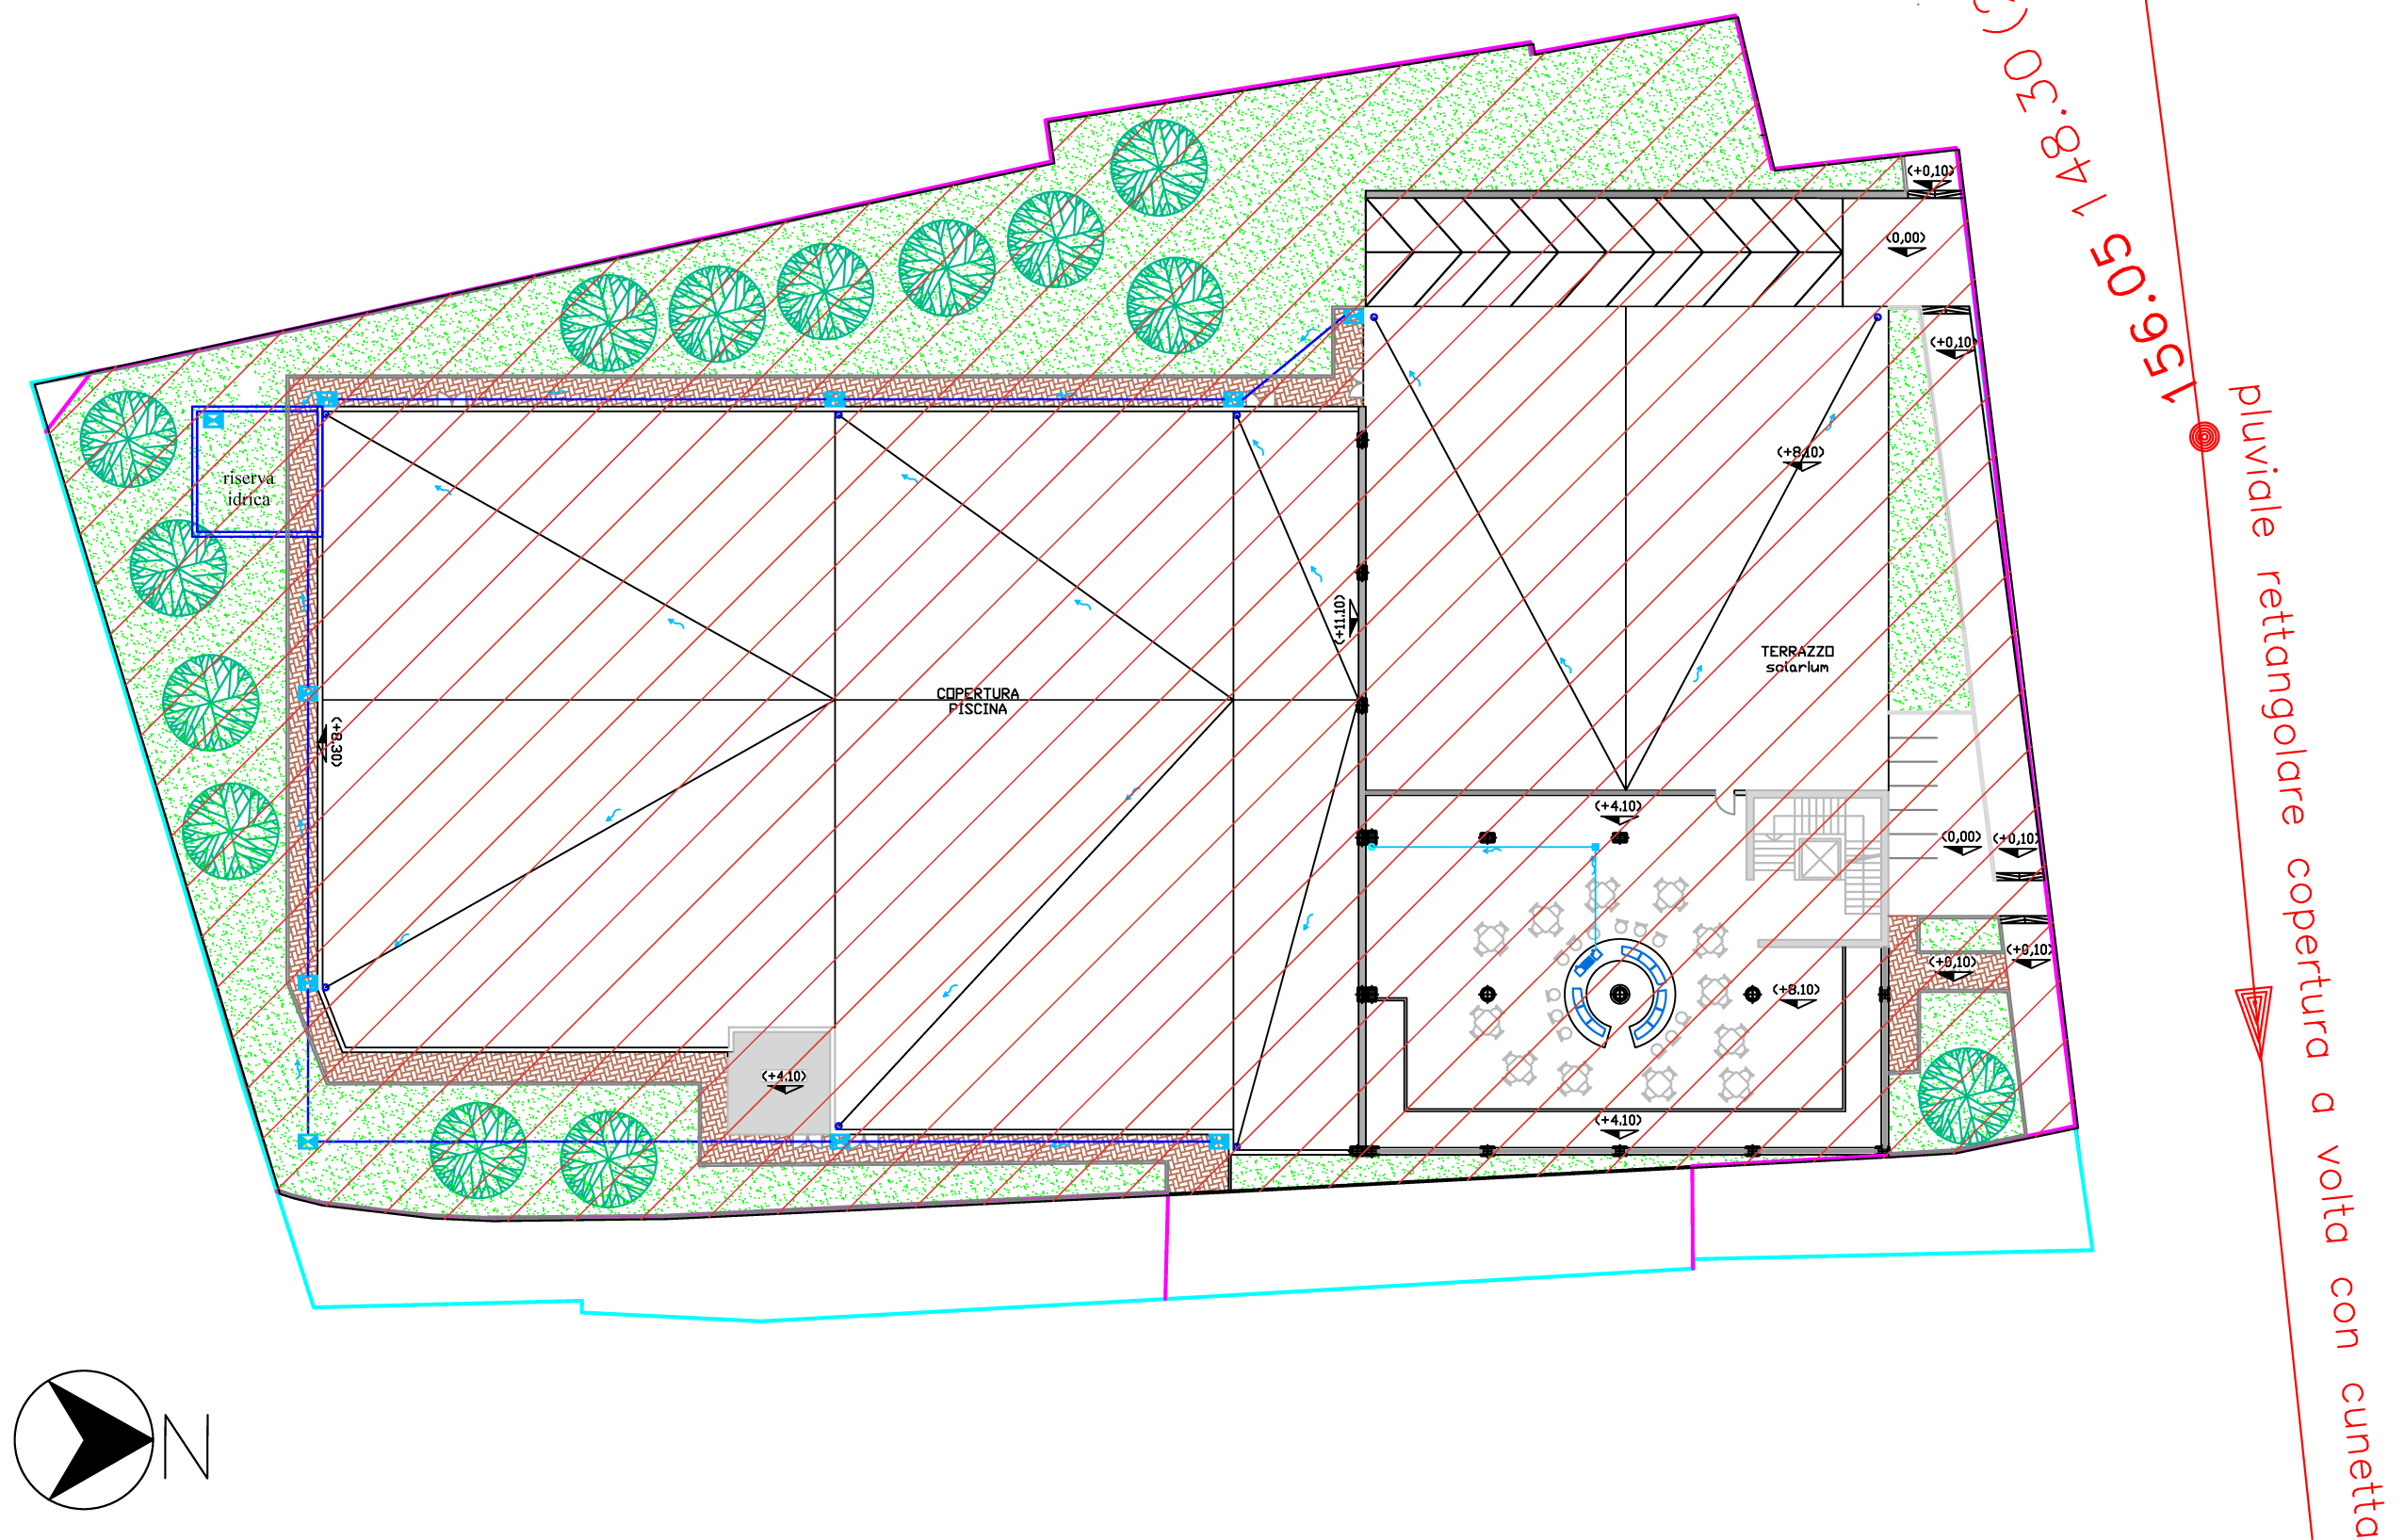 (+0,10)
(0,00)
(+0,10)
148.30
156.05
pluviale rettangolare copertura a volta con cunetta
riserva
idrica
(+8.10)
(+11.10)
TERRAZZO
solarium
COPERTURA
PISCINA
(+8.30)
(+4.10)
(0,00)
(+0,10)
(+0,10)
(+0,10)
(+8.10)
(+4.10)
(+4.10)
N